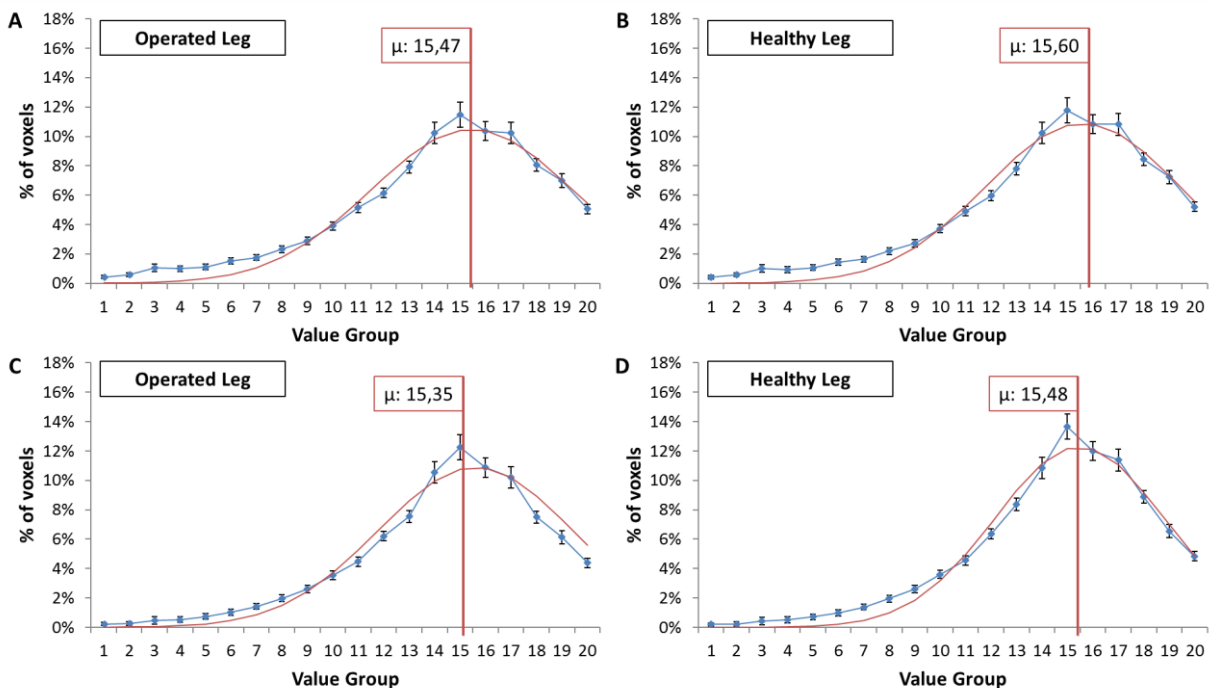 A
Operated Leg
μ: 15,47
18%
16%
14%
12%
10%
8%
6%
4%
2%
0%
% of voxels
1 2 3 4 5 6 7 8 9 10 11 12 13 14 15 16 17 18 19 20
Value Group
B
Healthy Leg
μ: 15,60
18%
16%
14%
12%
10%
8%
6%
4%
2%
0%
% of voxels
1 2 3 4 5 6 7 8 9 10 11 12 13 14 15 16 17 18 19 20
Value Group
C
Operated Leg
μ: 15,35
18%
16%
14%
12%
10%
8%
6%
4%
2%
0%
% of voxels
1 2 3 4 5 6 7 8 9 10 11 12 13 14 15 16 17 18 19 20
Value Group
D
Healthy Leg
μ: 15,48
18%
16%
14%
12%
10%
8%
6%
4%
2%
0%
% of voxels
1 2 3 4 5 6 7 8 9 10 11 12 13 14 15 16 17 18 19 20
Value Group